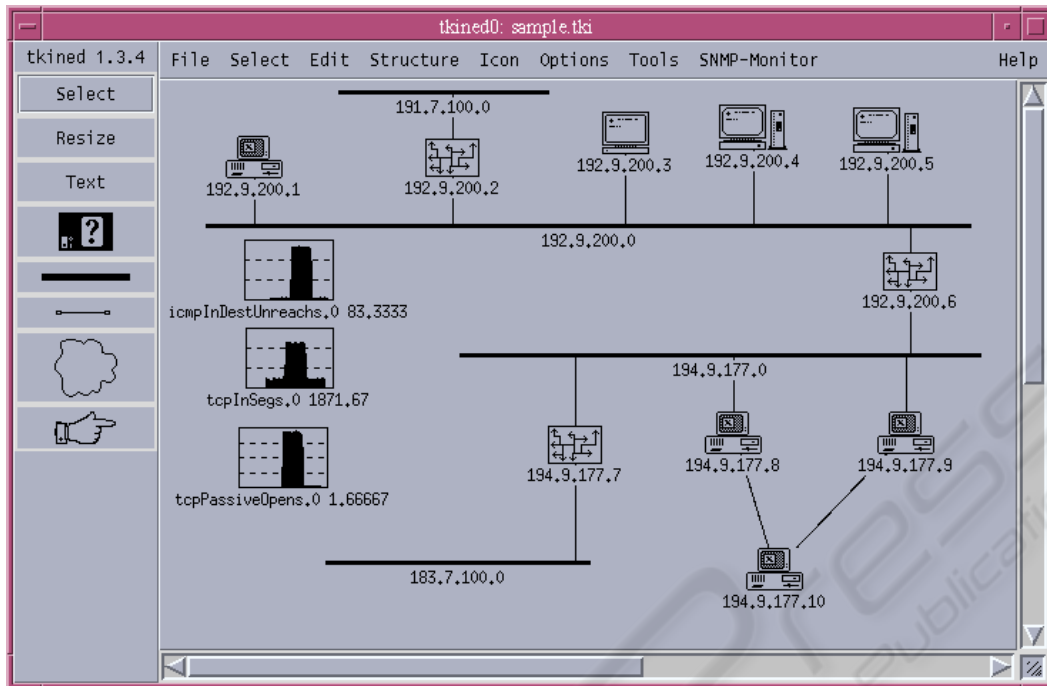 tkined0: sample.tki
tkined 1.3.4
File Select Edit Structure Icon Options Tools SNMP-Monitor Help
Select
Resize
Text
?
191.7.100.0
192.9.200.1
192.9.200.2
192.9.200.3
192.9.200.4
192.9.200.5
192.9.200.0
192.9.200.6
icmpInDestUnreachs.0 83.3333
194.9.177.0
tcpInSegs.0 1871.67
194.9.177.7
194.9.177.8
194.9.177.9
tcpPassiveOpens.0 1.66667
183.7.100.0
194.9.177.10
Press
Publications